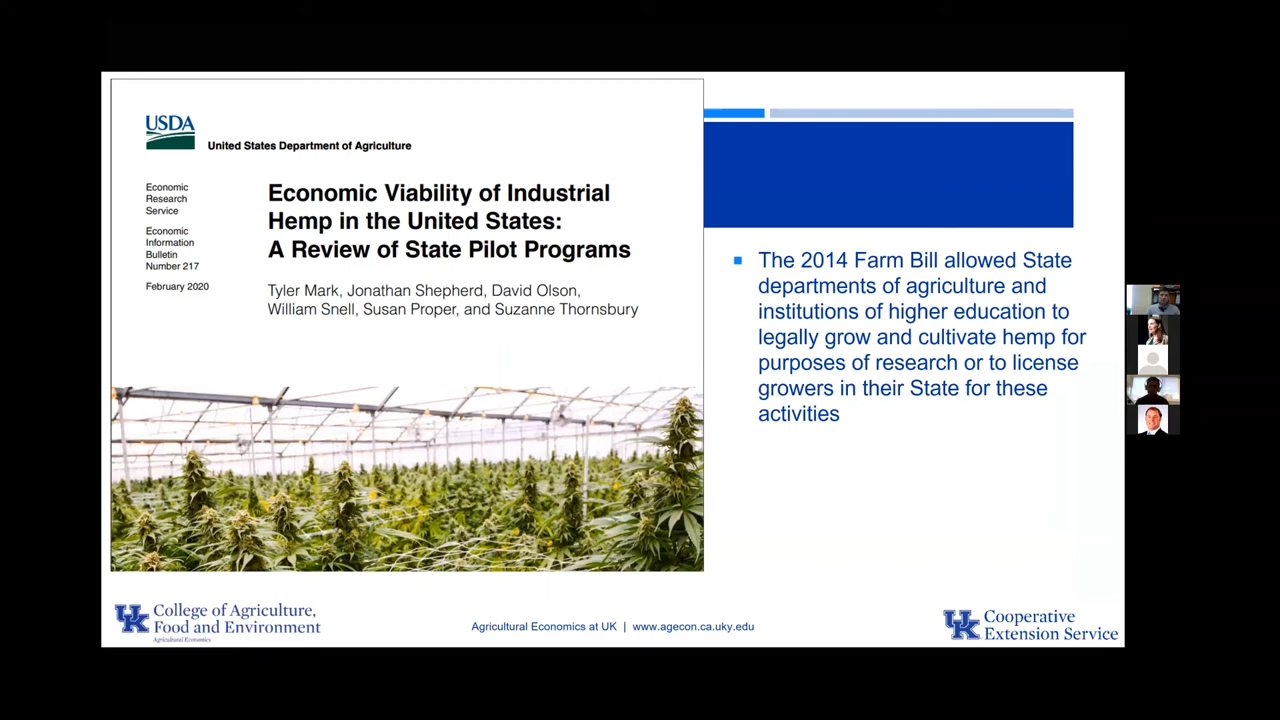 USDA
United States Department of Agriculture
Economic
Research
Service
Economic
Information
Bulletin
Number 217
February 2020
Economic Viability of Industrial
Hemp in the United States:
A Review of State Pilot Programs
Tyler Mark, Jonathan Shepherd, David Olson,
William Snell, Susan Proper, and Suzanne Thornsbury
▪ The 2014 Farm Bill allowed State
departments of agriculture and
institutions of higher education to
legally grow and cultivate hemp for
purposes of research or to license
growers in their State for these
activities
UK College of Agriculture,
Food and Environment
Agricultural Economics
Agricultural Economics at UK | www.agecon.ca.uky.edu
UK Cooperative
Extension Service